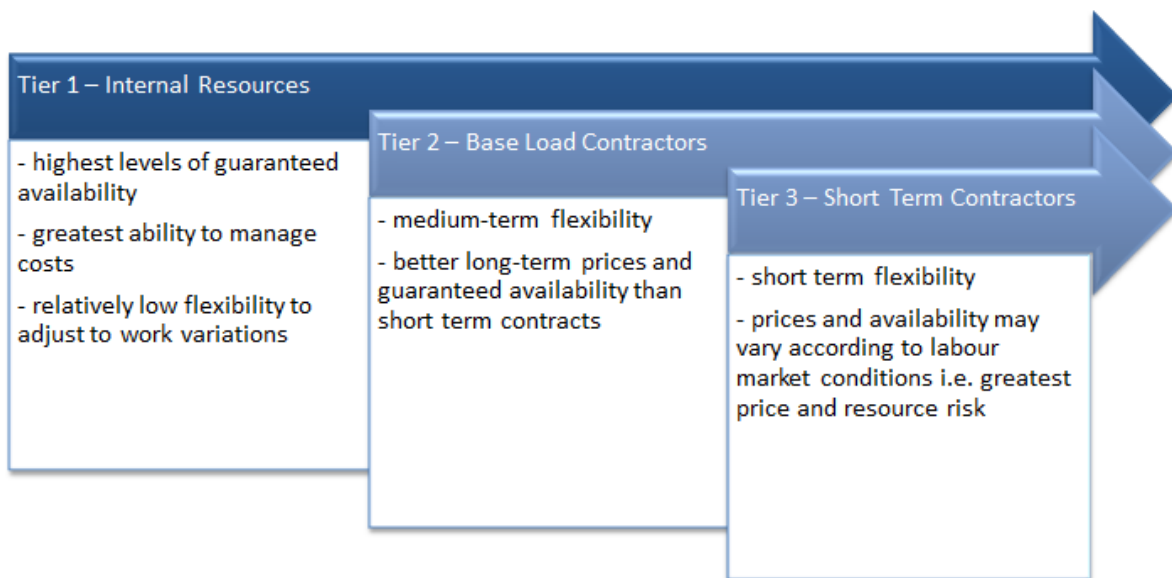 Tier 1 – Internal Resources
- highest levels of guaranteed
availability
- greatest ability to manage
costs
- relatively low flexibility to
adjust to work variations
Tier 2 – Base Load Contractors
- medium-term flexibility
- better long-term prices and
guaranteed availability than
short term contracts
Tier 3 – Short Term Contractors
- short term flexibility
- prices and availability may
vary according to labour
market conditions i.e. greatest
price and resource risk